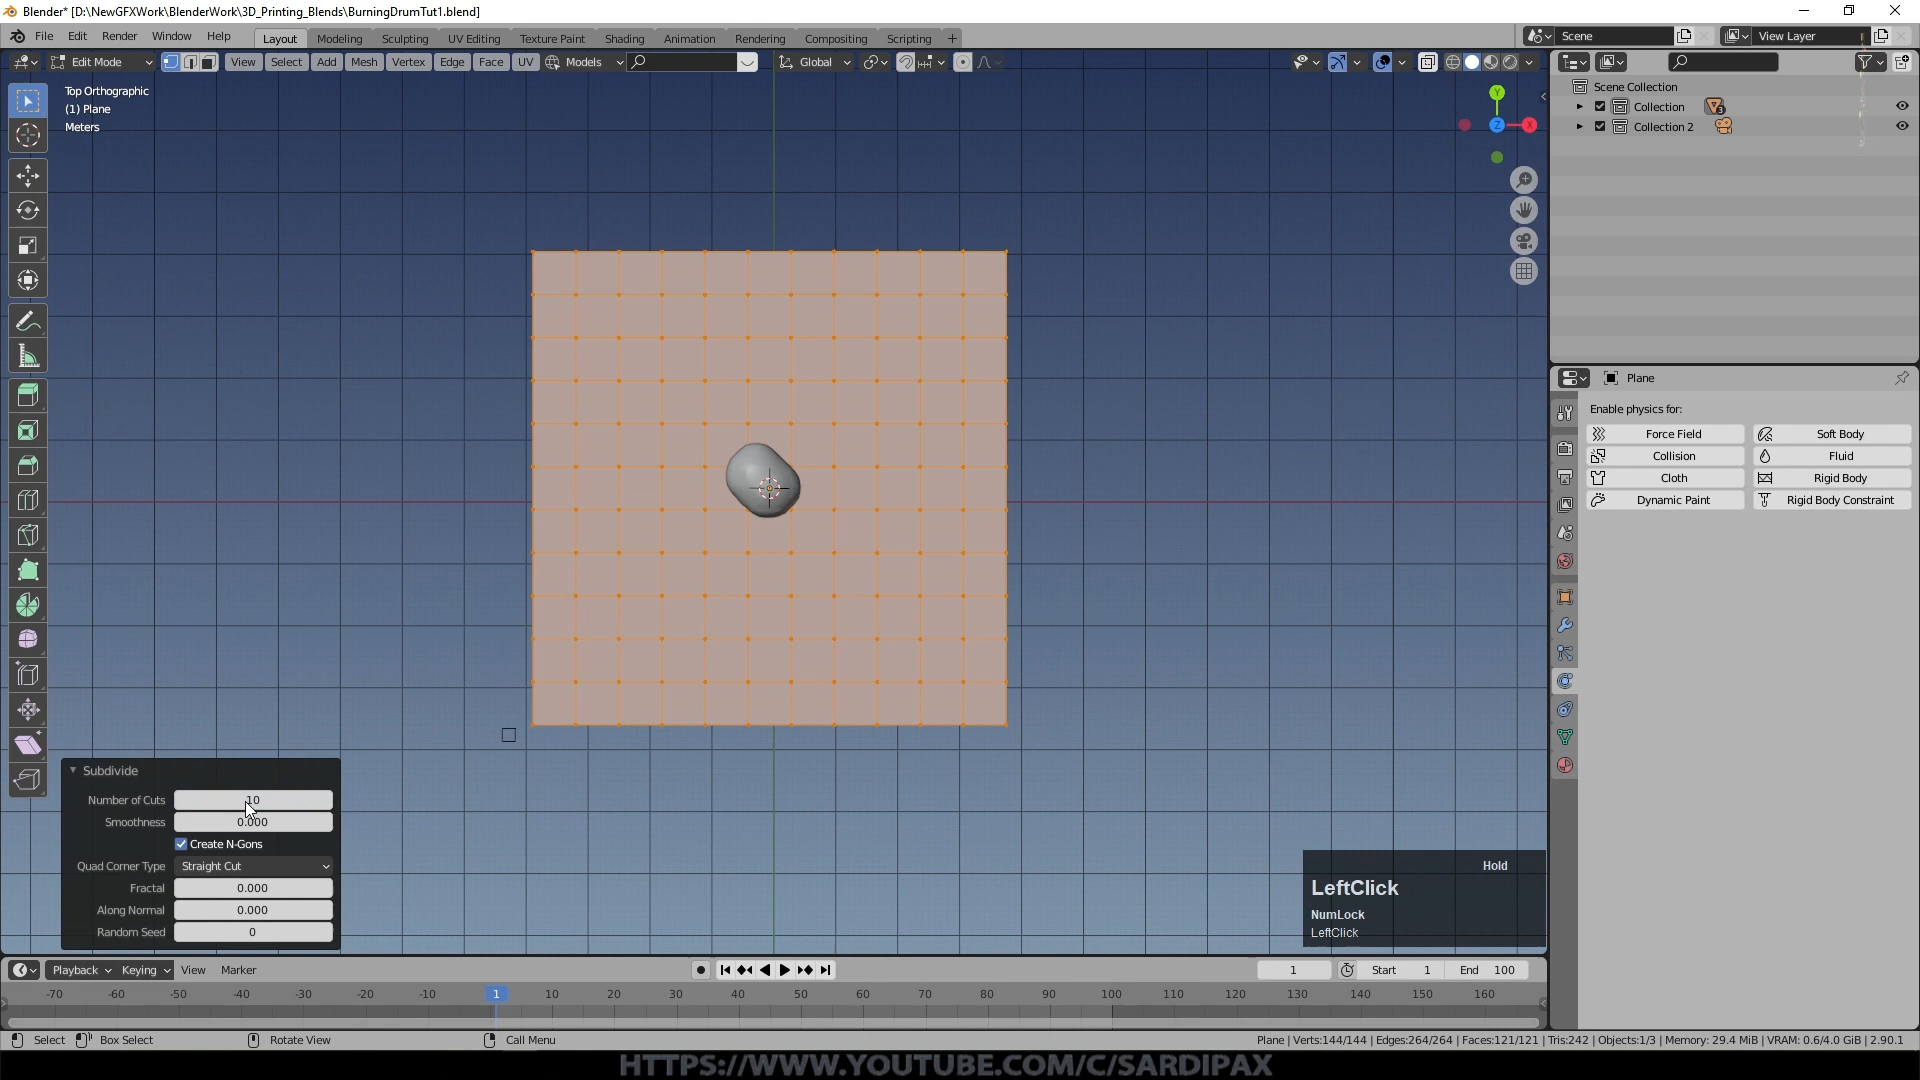 Blender* [D:\NewGFXWork\BlenderWork\3D_Printing_Blends\BurningDrumTut1.blend]
File Edit Render Window Help Layout Modeling Sculpting UV Editing Texture Paint Shading Animation Rendering Compositing Scripting + Scene View Layer
Edit Mode View Select Add Mesh Vertex Edge Face UV Models Global
Top Orthographic
(1) Plane
Meters
Y
Z
X
Scene Collection
Collection 3
Collection 2
Plane
Enable physics for:
Force Field Soft Body
Collision Fluid
Cloth Rigid Body
Dynamic Paint Rigid Body Constraint
Subdivide
Number of Cuts 10
Smoothness 0.000
Create N-Gons
Quad Corner Type Straight Cut
Fractal 0.000
Along Normal 0.000
Random Seed 0
Hold
LeftClick
NumLock
LeftClick
Playback Keying View Marker 1 Start 1 End 100
-70 -60 -50 -40 -30 -20 -10 1 10 20 30 40 50 60 70 80 90 100 110 120 130 140 150 160
Select Box Select Rotate View Call Menu Plane | Verts:144/144 | Edges:264/264 | Faces:121/121 | Tris:242 | Objects:1/3 | Memory: 29.4 MiB | VRAM: 0.6/4.0 GiB | 2.90.1
HTTPS://WWW.YOUTUBE.COM/C/SARDIPAX